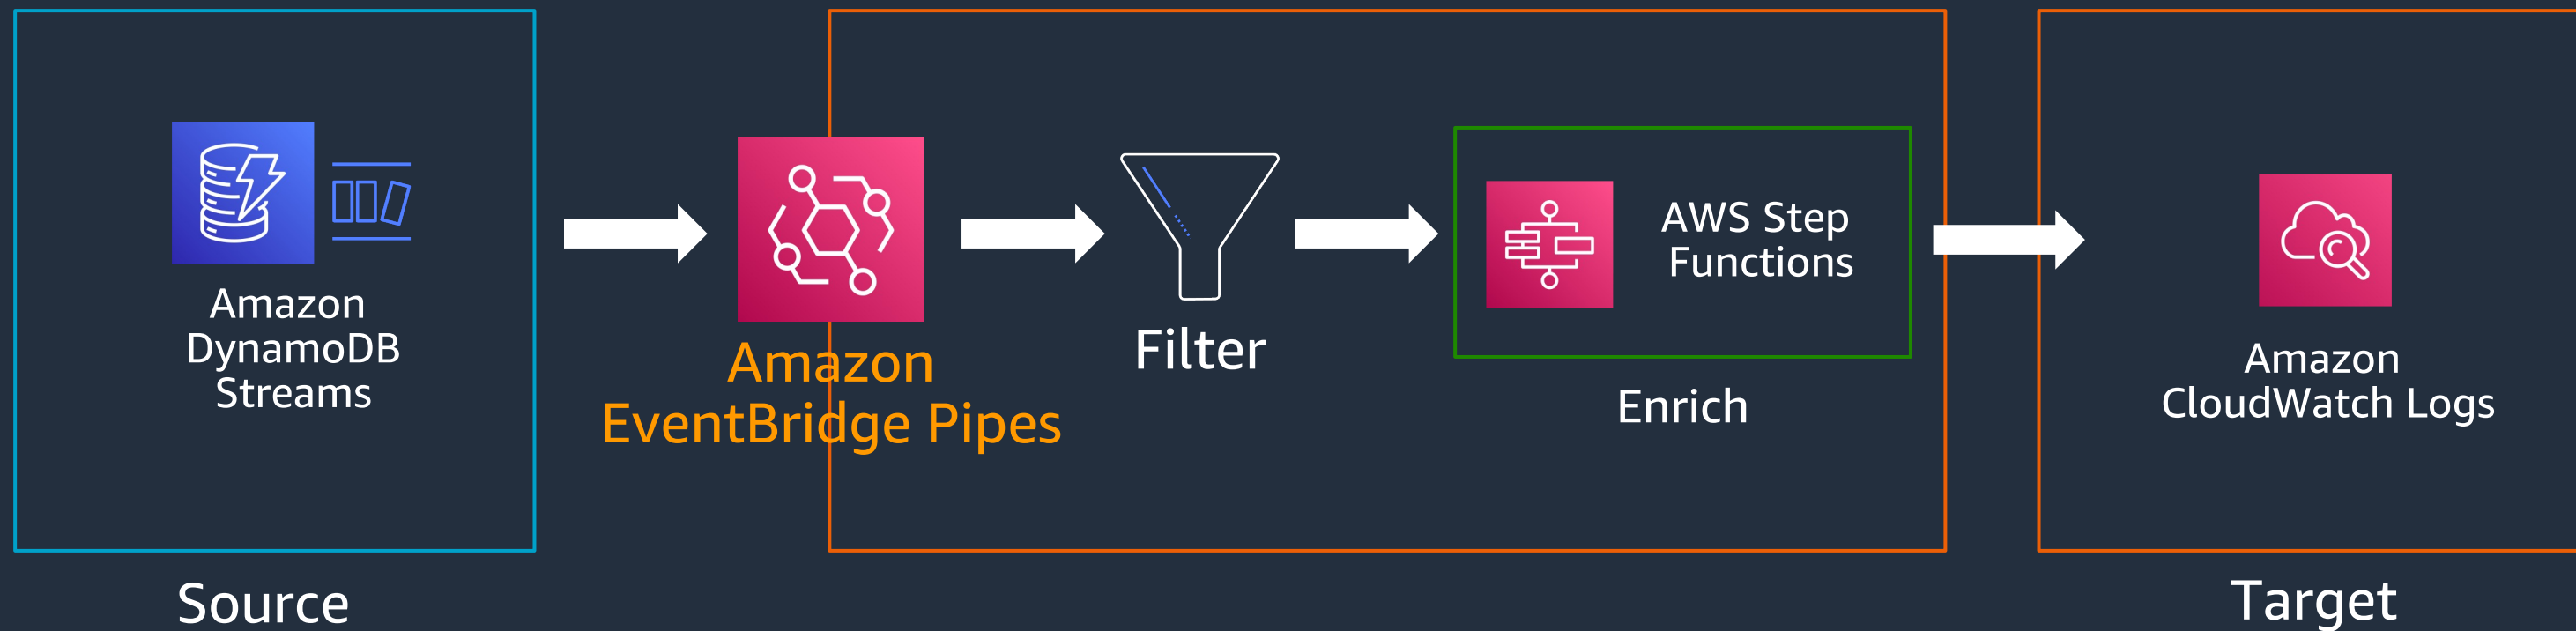 Amazon
DynamoDB
Streams
Source
Amazon
EventBridge Pipes
Filter
AWS Step
Functions
Enrich
Amazon
CloudWatch Logs
Target